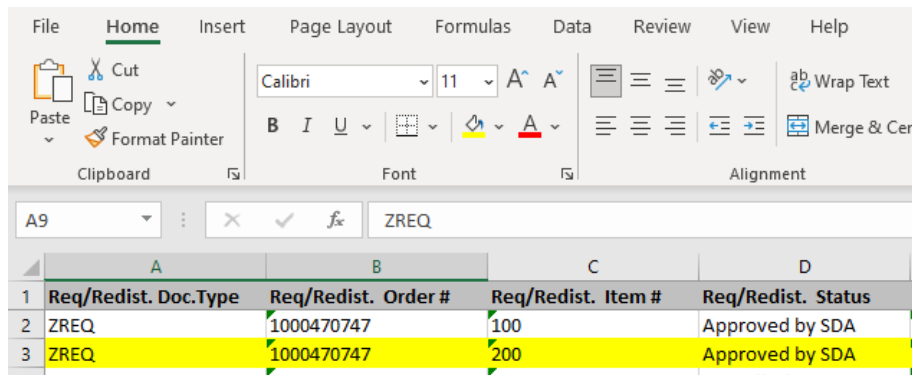 File Home Insert Page Layout Formulas Data Review View Help
Paste
Cut
Copy
Format Painter
Clipboard
Calibri 11 A A
B I U A
Font
ab Wrap Text
Merge & Cen
Alignment
A9 fx ZREQ
A B C D
1 Req/Redist. Doc.Type Req/Redist. Order # Req/Redist. Item # Req/Redist. Status
2 ZREQ 1000470747 100 Approved by SDA
3 ZREQ 1000470747 200 Approved by SDA